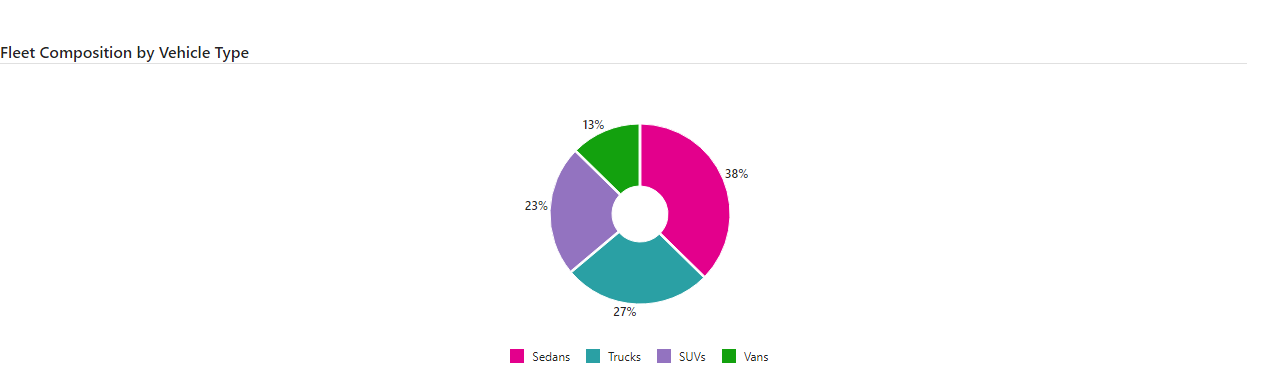 Fleet Composition by Vehicle Type
13%
38%
23%
27%
Sedans Trucks SUVs Vans